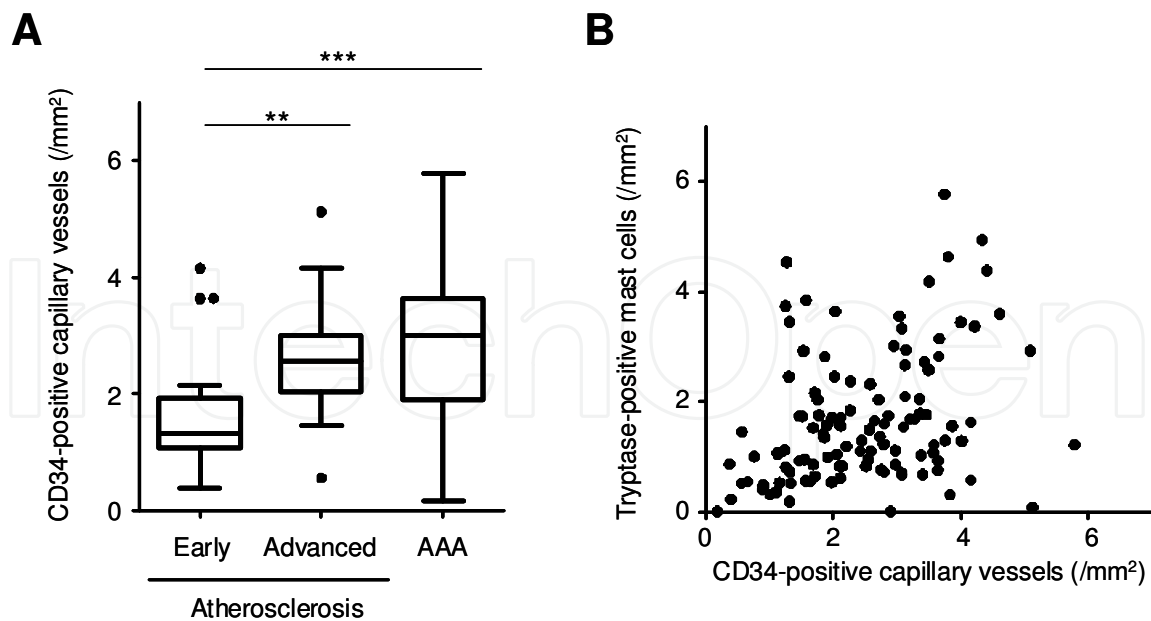 A
CD34-positive capillary vessels (/mm²)
***
**
6
4
2
0
Early Advanced AAA
Atherosclerosis
B
Tryptase-positive mast cells (/mm²)
6
4
2
0
0 2 4 6
CD34-positive capillary vessels (/mm²)
IntechOpen